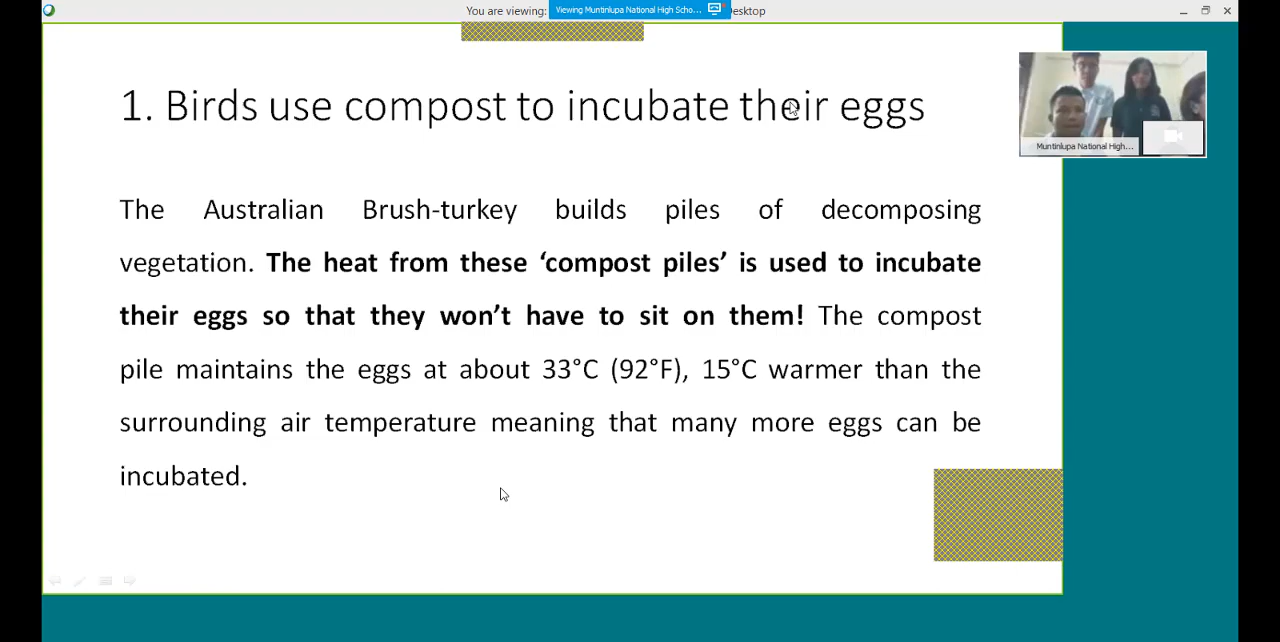 You are viewing: Viewing Muntinlupa National High Scho... Desktop
1. Birds use compost to incubate their eggs
Muntinlupa National High...
The Australian Brush-turkey builds piles of decomposing
vegetation. The heat from these ‘compost piles’ is used to incubate
their eggs so that they won’t have to sit on them! The compost
pile maintains the eggs at about 33°C (92°F), 15°C warmer than the
surrounding air temperature meaning that many more eggs can be
incubated.